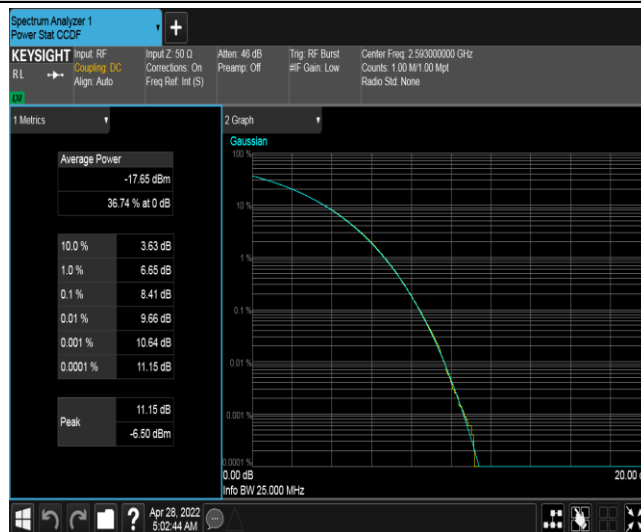 Spectrum Analyzer 1
Power Stat CCDF
+
KEYSIGHT Input: RF Input Z: 50 Ω Atten: 46 dB Trig: RF Burst Center Freq: 2.593000000 GHz
RL Coupling: DC Corrections: On Preamp: Off #IF Gain: Low Counts: 1.00 M/1.00 Mpt
Align: Auto Freq Ref: Int (S) Radio Std: None
1 Metrics
2 Graph
Average Power
-17.65 dBm
36.74 % at 0 dB
10.0 % 3.63 dB
1.0 % 6.65 dB
0.1 % 8.41 dB
0.01 % 9.66 dB
0.001 % 10.64 dB
0.0001 % 11.15 dB
Peak 11.15 dB
-6.50 dBm
Gaussian
100 %
10 %
1 %
0.1 %
0.01 %
0.001 %
0.0001 %
0.00 dB 20.00
Info BW 25.000 MHz
? Apr 28, 2022
5:02:44 AM